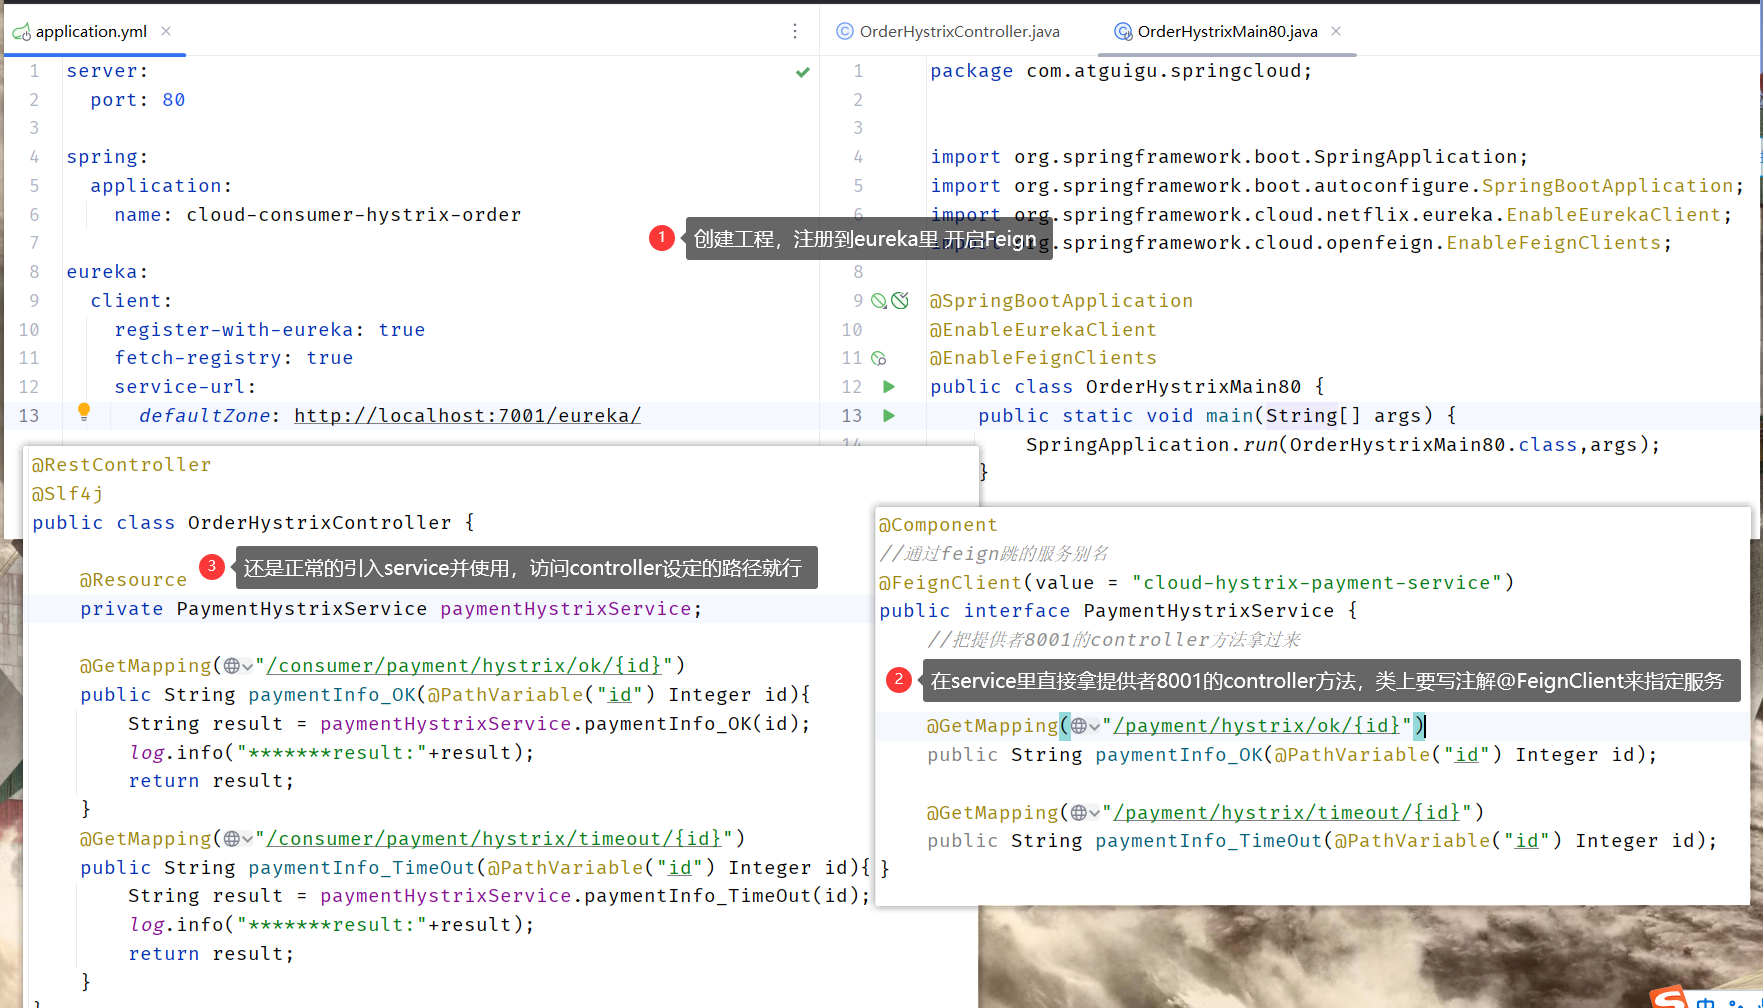 application.yml
OrderHystrixController.java
OrderHystrixMain80.java
1 server:
2 port: 80
3
4 spring:
5 application:
6 name: cloud-consumer-hystrix-order
7
8 eureka:
9 client:
10 register-with-eureka: true
11 fetch-registry: true
12 service-url:
13 defaultZone: http://localhost:7001/eureka/
1 package com.atguigu.springcloud;
2
3
4 import org.springframework.boot.SpringApplication;
5 import org.springframework.boot.autoconfigure.SpringBootApplication;
6 import org.springframework.cloud.netflix.eureka.EnableEurekaClient;
org.springframework.cloud.openfeign.EnableFeignClients;
1 创建工程，注册到eureka里 开启Feign
8
9 @SpringBootApplication
10 @EnableEurekaClient
11 @EnableFeignClients
12 public class OrderHystrixMain80 {
13 public static void main(String[] args) {
14 SpringApplication.run(OrderHystrixMain80.class,args);
}
@RestController
@Slf4j
public class OrderHystrixController {
3 还是正常的引入service并使用，访问controller设定的路径就行
@Resource
private PaymentHystrixService paymentHystrixService;
@GetMapping("/consumer/payment/hystrix/ok/{id}")
public String paymentInfo_OK(@PathVariable("id") Integer id){
String result = paymentHystrixService.paymentInfo_OK(id);
log.info("*******result:"+result);
return result;
}
@GetMapping("/consumer/payment/hystrix/timeout/{id}")
public String paymentInfo_TimeOut(@PathVariable("id") Integer id){
String result = paymentHystrixService.paymentInfo_TimeOut(id);
log.info("*******result:"+result);
return result;
}
@Component
//通过feign跳的服务别名
@FeignClient(value = "cloud-hystrix-payment-service")
public interface PaymentHystrixService {
//把提供者8001的controller方法拿过来
2 在service里直接拿提供者8001的controller方法，类上要写注解@FeignClient来指定服务
@GetMapping("/payment/hystrix/ok/{id}")
public String paymentInfo_OK(@PathVariable("id") Integer id);
@GetMapping("/payment/hystrix/timeout/{id}")
public String paymentInfo_TimeOut(@PathVariable("id") Integer id);
}